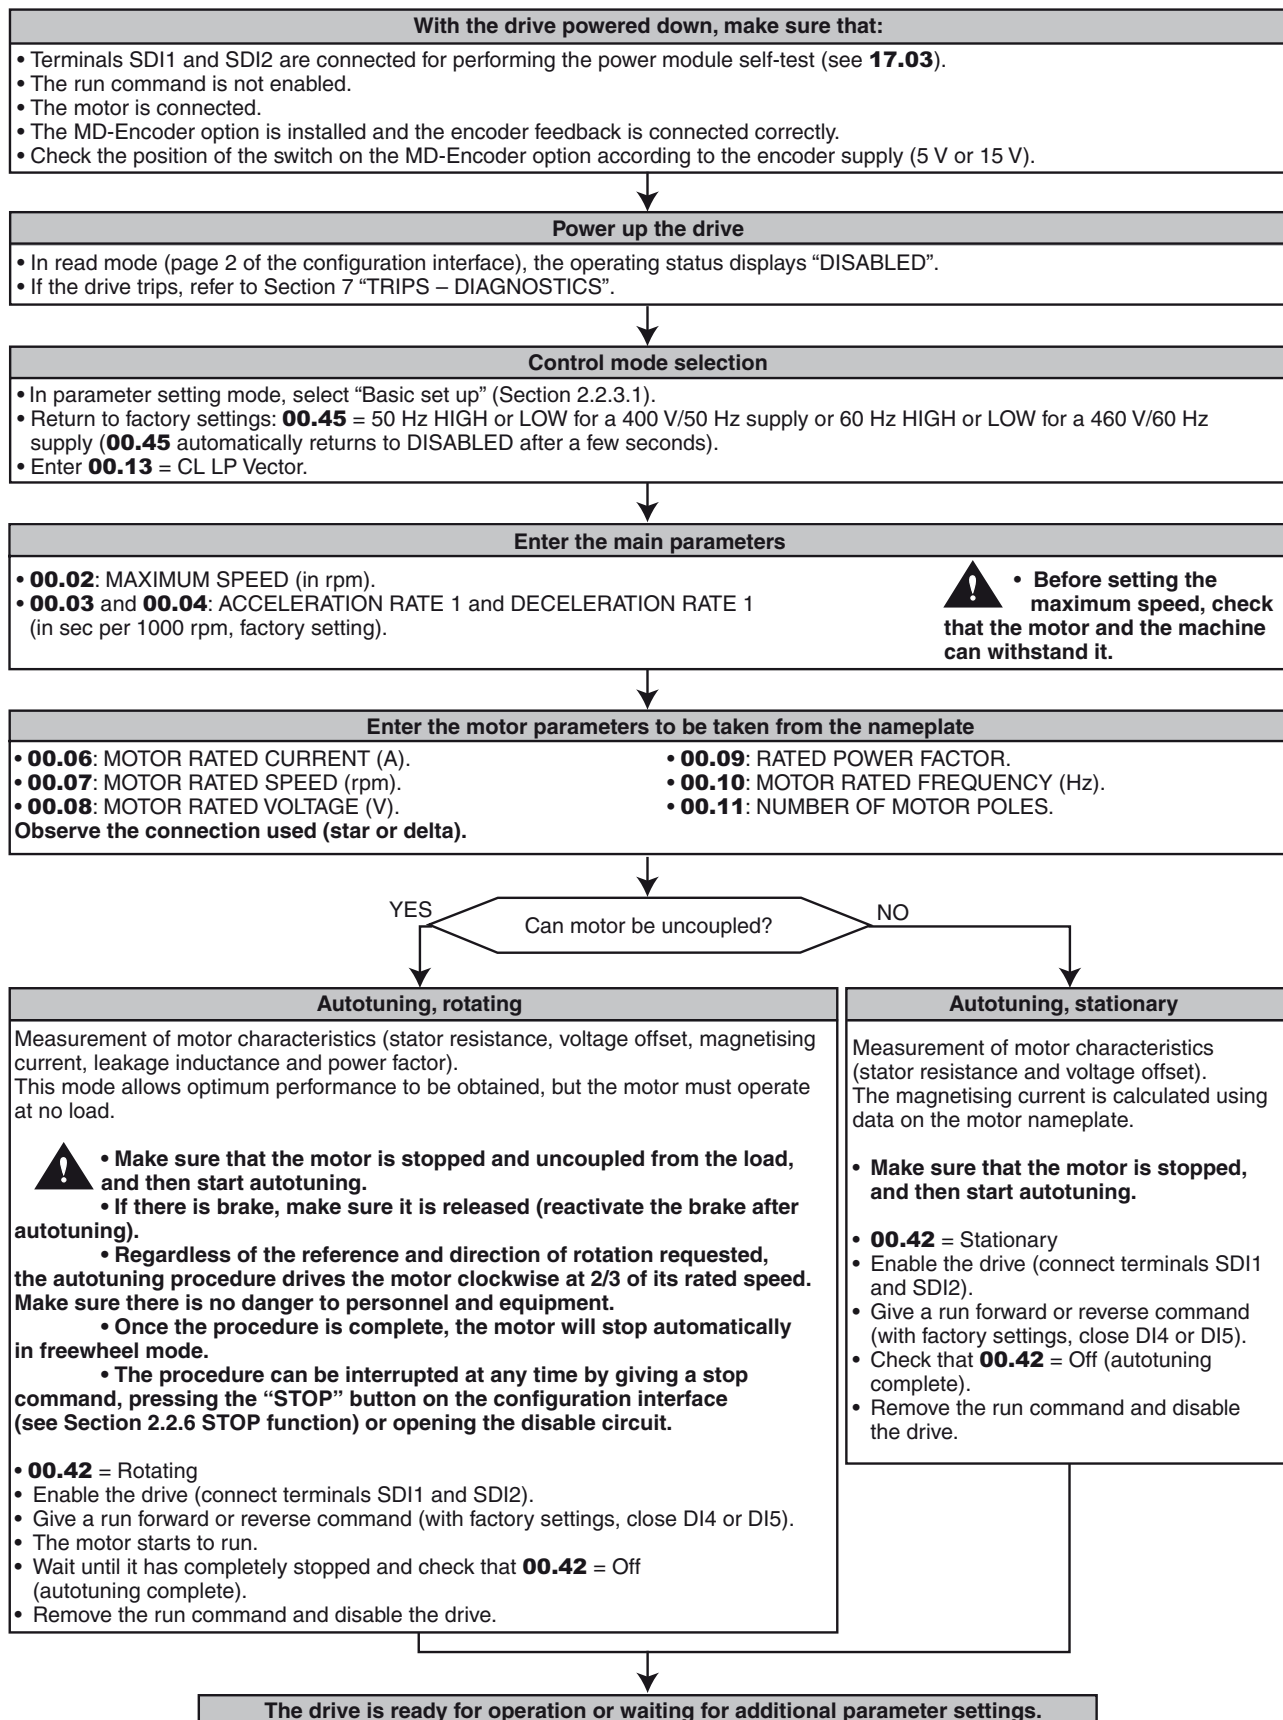 With the drive powered down, make sure that:
• Terminals SDI1 and SDI2 are connected for performing the power module self-test (see 17.03).
• The run command is not enabled.
• The motor is connected.
• The MD-Encoder option is installed and the encoder feedback is connected correctly.
• Check the position of the switch on the MD-Encoder option according to the encoder supply (5 V or 15 V).
Power up the drive
• In read mode (page 2 of the configuration interface), the operating status displays “DISABLED”.
• If the drive trips, refer to Section 7 “TRIPS – DIAGNOSTICS”.
Control mode selection
• In parameter setting mode, select “Basic set up” (Section 2.2.3.1).
• Return to factory settings: 00.45 = 50 Hz HIGH or LOW for a 400 V/50 Hz supply or 60 Hz HIGH or LOW for a 460 V/60 Hz
supply (00.45 automatically returns to DISABLED after a few seconds).
• Enter 00.13 = CL LP Vector.
Enter the main parameters
• 00.02: MAXIMUM SPEED (in rpm).
• 00.03 and 00.04: ACCELERATION RATE 1 and DECELERATION RATE 1
(in sec per 1000 rpm, factory setting).
! • Before setting the
maximum speed, check
that the motor and the machine
can withstand it.
Enter the motor parameters to be taken from the nameplate
• 00.06: MOTOR RATED CURRENT (A).
• 00.07: MOTOR RATED SPEED (rpm).
• 00.08: MOTOR RATED VOLTAGE (V).
Observe the connection used (star or delta).
• 00.09: RATED POWER FACTOR.
• 00.10: MOTOR RATED FREQUENCY (Hz).
• 00.11: NUMBER OF MOTOR POLES.
YES
Can motor be uncoupled?
NO
Autotuning, rotating
Measurement of motor characteristics (stator resistance, voltage offset, magnetising
current, leakage inductance and power factor).
This mode allows optimum performance to be obtained, but the motor must operate
at no load.
! • Make sure that the motor is stopped and uncoupled from the load,
and then start autotuning.
• If there is brake, make sure it is released (reactivate the brake after
autotuning).
• Regardless of the reference and direction of rotation requested,
the autotuning procedure drives the motor clockwise at 2/3 of its rated speed.
Make sure there is no danger to personnel and equipment.
• Once the procedure is complete, the motor will stop automatically
in freewheel mode.
• The procedure can be interrupted at any time by giving a stop
command, pressing the “STOP” button on the configuration interface
(see Section 2.2.6 STOP function) or opening the disable circuit.
• 00.42 = Rotating
• Enable the drive (connect terminals SDI1 and SDI2).
• Give a run forward or reverse command (with factory settings, close DI4 or DI5).
• The motor starts to run.
• Wait until it has completely stopped and check that 00.42 = Off
(autotuning complete).
• Remove the run command and disable the drive.
Autotuning, stationary
Measurement of motor characteristics
(stator resistance and voltage offset).
The magnetising current is calculated using
data on the motor nameplate.
• Make sure that the motor is stopped,
and then start autotuning.
• 00.42 = Stationary
• Enable the drive (connect terminals SDI1
and SDI2).
• Give a run forward or reverse command
(with factory settings, close DI4 or DI5).
• Check that 00.42 = Off (autotuning
complete).
• Remove the run command and disable
the drive.
The drive is ready for operation or waiting for additional parameter settings.